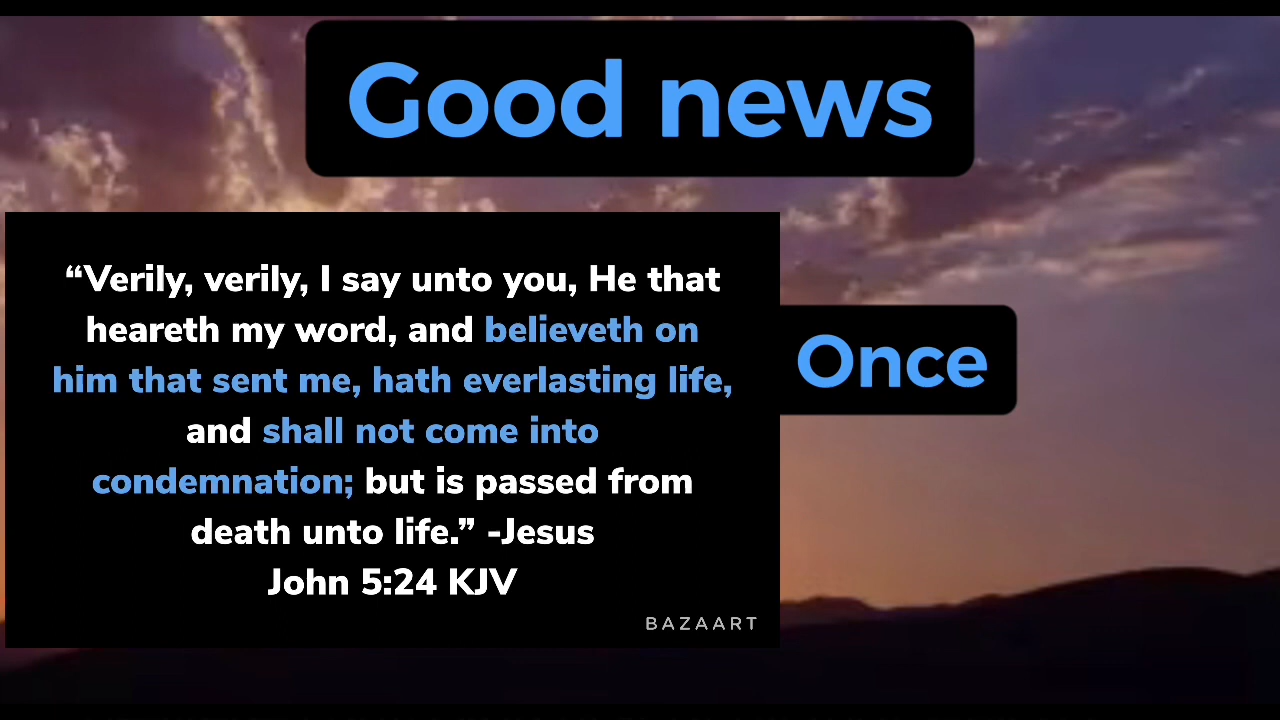 Good news
“Verily, verily, I say unto you, He that
heareth my word, and believeth on
him that sent me, hath everlasting life,
and shall not come into
condemnation; but is passed from
death unto life.” -Jesus
John 5:24 KJV
BAZAART
Once